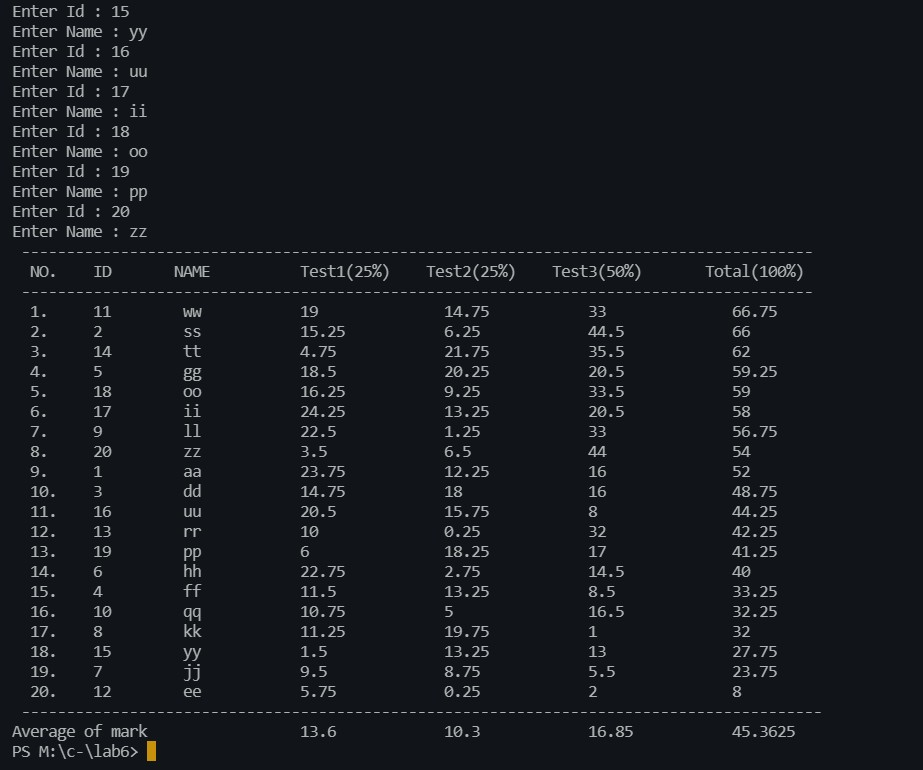 Enter Id : 15
Enter Name : yy
Enter Id : 16
Enter Name : uu
Enter Id : 17
Enter Name : ii
Enter Id : 18
Enter Name : oo
Enter Id : 19
Enter Name : pp
Enter Id : 20
Enter Name : zz
----------------------------------------------------------------------------------------
NO. ID NAME Test1(25%) Test2(25%) Test3(50%) Total(100%)
----------------------------------------------------------------------------------------
1. 11 ww 19 14.75 33 66.75
2. 2 ss 15.25 6.25 44.5 66
3. 14 tt 4.75 21.75 35.5 62
4. 5 gg 18.5 20.25 20.5 59.25
5. 18 oo 16.25 9.25 33.5 59
6. 17 ii 24.25 13.25 20.5 58
7. 9 ll 22.5 1.25 33 56.75
8. 20 zz 3.5 6.5 44 54
9. 1 aa 23.75 12.25 16 52
10. 3 dd 14.75 18 16 48.75
11. 16 uu 20.5 15.75 8 44.25
12. 13 rr 10 0.25 32 42.25
13. 19 pp 6 18.25 17 41.25
14. 6 hh 22.75 2.75 14.5 40
15. 4 ff 11.5 13.25 8.5 33.25
16. 10 qq 10.75 5 16.5 32.25
17. 8 kk 11.25 19.75 1 32
18. 15 yy 1.5 13.25 13 27.75
19. 7 jj 9.5 8.75 5.5 23.75
20. 12 ee 5.75 0.25 2 8
-----------------------------------------------------------------------------------------
Average of mark 13.6 10.3 16.85 45.3625
PS M:\c-\lab6>